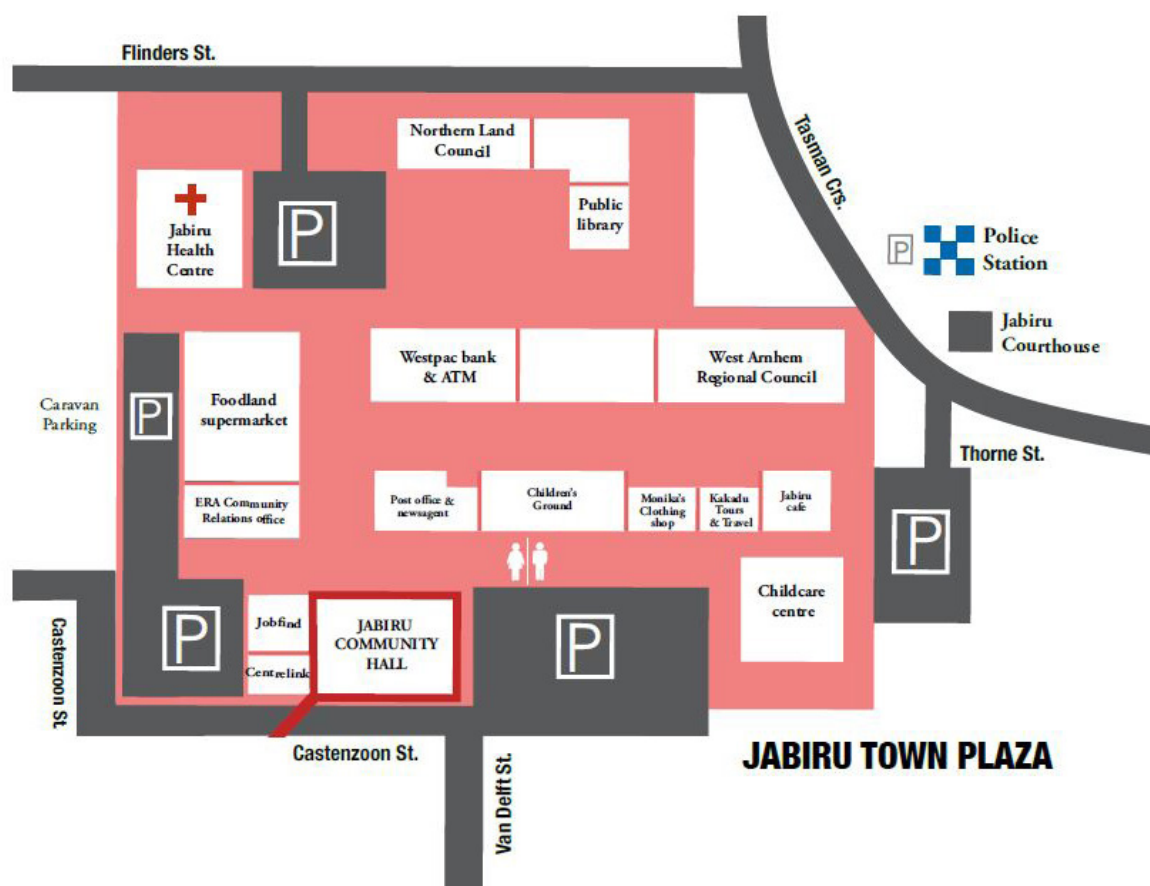 Flinders St.
Northern Land
Council
Tasman Crs.
Jabiru
Health
Centre
P
Public
library
P
Police
Station
Jabiru
Courthouse
Westpac bank
& ATM
West Arnhem
Regional Council
Caravan
Parking
P
Foodland
supermarket
Thorne St.
ERA Community
Relations office
Post office &
newsagent
Children's
Ground
Monika's
Clothing
shop
Kakadu
Tours
& Travel
Jabiru
cafe
P
Childcare
centre
Castenzoon St.
P
Jobfind
Centrelink
JABIRU
COMMUNITY
HALL
P
Castenzoon St.
Van Delft St.
JABIRU TOWN PLAZA